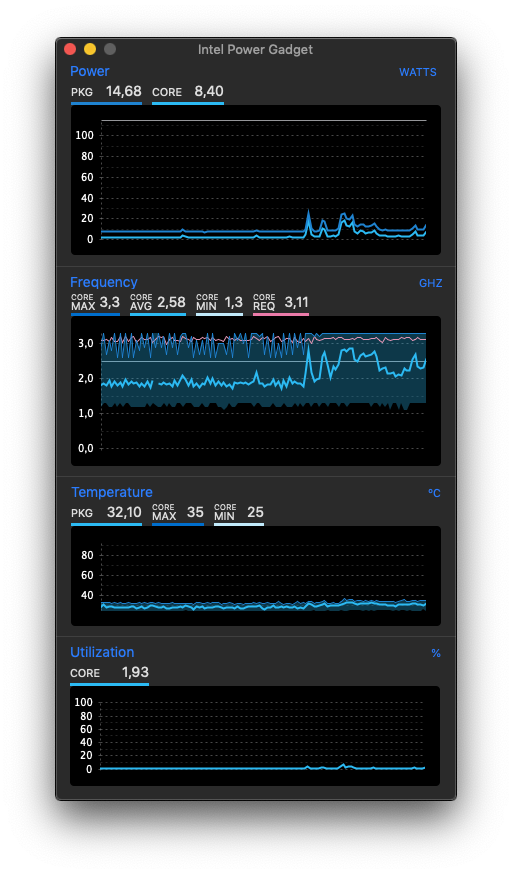 Intel Power Gadget
Power WATTS
PKG 14,68 CORE 8,40
100
80
60
40
20
0
Frequency GHZ
CORE MAX 3,3 CORE AVG 2,58 CORE MIN 1,3 CORE REQ 3,11
3,0
2,0
1,0
0,0
Temperature °C
PKG 32,10 CORE MAX 35 CORE MIN 25
80
60
40
Utilization %
CORE 1,93
100
80
60
40
20
0